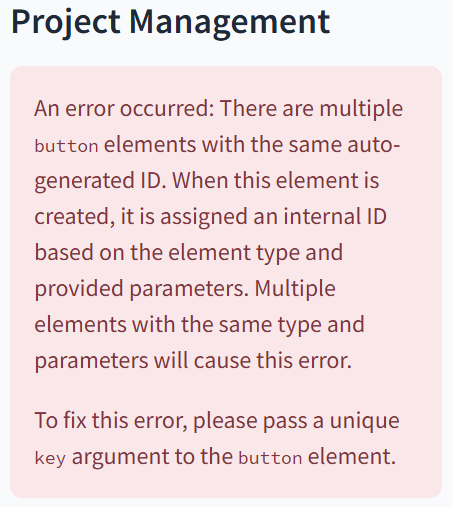 Project Management
An error occurred: There are multiple
button elements with the same auto-
generated ID. When this element is
created, it is assigned an internal ID
based on the element type and
provided parameters. Multiple
elements with the same type and
parameters will cause this error.
To fix this error, please pass a unique
key argument to the button element.